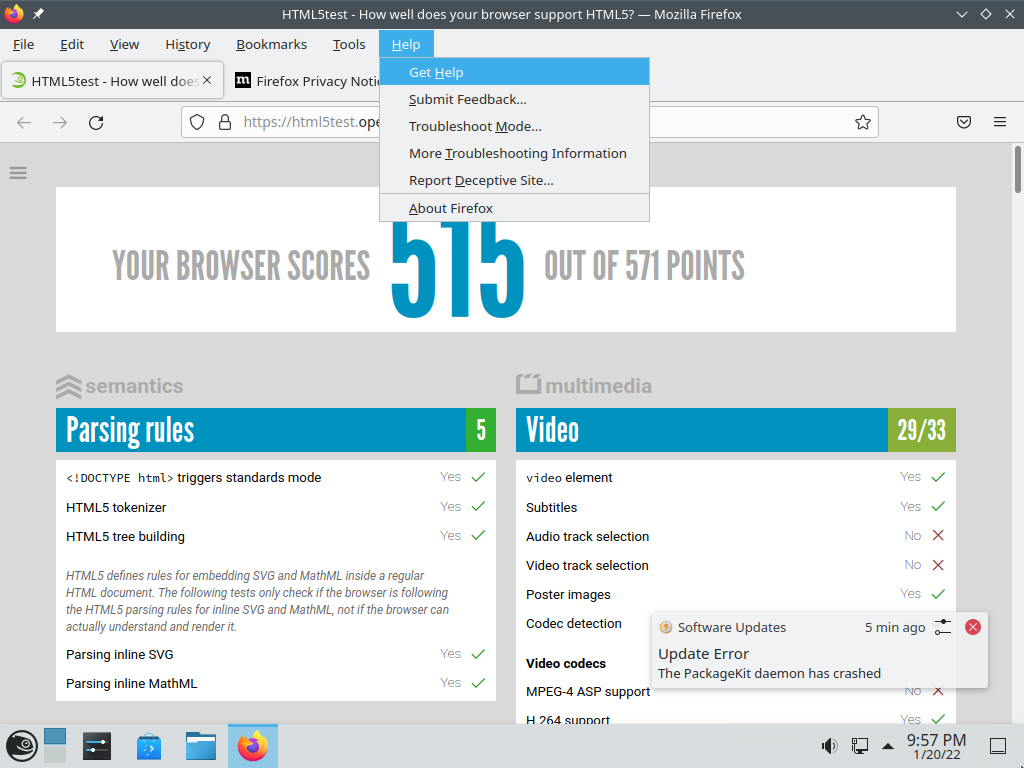 HTML5test - How well does your browser support HTML5? — Mozilla Firefox
File Edit View History Bookmarks Tools Help
HTML5test - How well does
Firefox Privacy Notic
Get Help
Submit Feedback...
Troubleshoot Mode...
More Troubleshooting Information
Report Deceptive Site...
About Firefox
https://html5test.ope
YOUR BROWSER SCORES 515 OUT OF 571 POINTS
semantics
Parsing rules 5
<!DOCTYPE html> triggers standards mode Yes
HTML5 tokenizer Yes
HTML5 tree building Yes
HTML5 defines rules for embedding SVG and MathML inside a regular
HTML document. The following tests only check if the browser is following
the HTML5 parsing rules for inline SVG and MathML, not if the browser can
actually understand and render it.
Parsing inline SVG Yes
Parsing inline MathML Yes
multimedia
Video 29/33
video element Yes
Subtitles Yes
Audio track selection No
Video track selection No
Poster images Yes
Codec detection
Video codecs
MPEG-4 ASP support No
H.264 support Yes
Software Updates 5 min ago
Update Error
The PackageKit daemon has crashed
9:57 PM
1/20/22